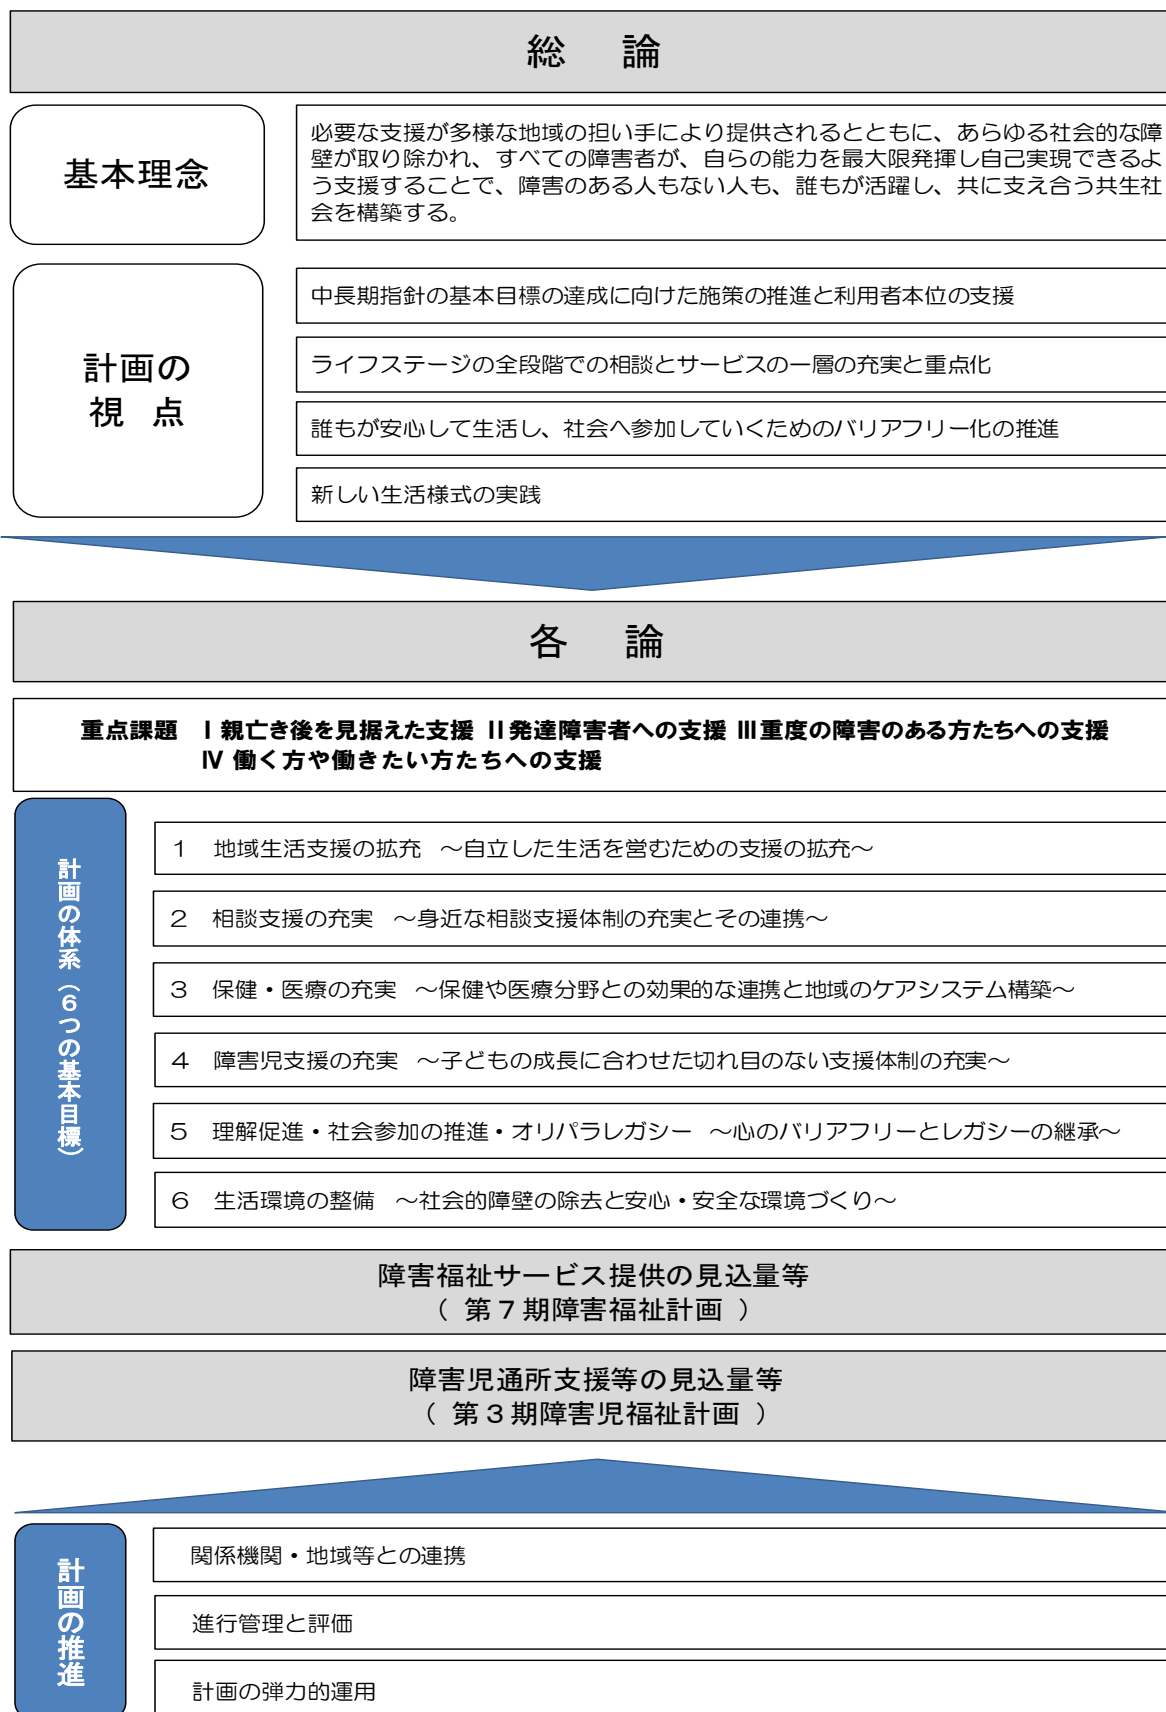 総　論
基本理念
必要な支援が多様な地域の担い手により提供されるとともに、あらゆる社会的な障
壁が取り除かれ、すべての障害者が、自らの能力を最大限発揮し自己実現できるよ
う支援することで、障害のある人もない人も、誰もが活躍し、共に支え合う共生社
会を構築する。
計画の
視　点
中長期指針の基本目標の達成に向けた施策の推進と利用者本位の支援
ライフステージの全段階での相談とサービスの一層の充実と重点化
誰もが安心して生活し、社会へ参加していくためのバリアフリー化の推進
新しい生活様式の実践
各　論
重点課題　Ⅰ親亡き後を見据えた支援 Ⅱ発達障害者への支援 Ⅲ重度の障害のある方たちへの支援
Ⅳ 働く方や働きたい方たちへの支援
計画の体系（６つの基本目標）
１　地域生活支援の拡充　～自立した生活を営むための支援の拡充～
２　相談支援の充実　～身近な相談支援体制の充実とその連携～
３　保健・医療の充実　～保健や医療分野との効果的な連携と地域のケアシステム構築～
４　障害児支援の充実　～子どもの成長に合わせた切れ目のない支援体制の充実～
５　理解促進・社会参加の推進・オリパラレガシー　～心のバリアフリーとレガシーの継承～
６　生活環境の整備　～社会的障壁の除去と安心・安全な環境づくり～
障害福祉サービス提供の見込量等
（ 第７期障害福祉計画 ）
障害児通所支援等の見込量等
（ 第３期障害児福祉計画 ）
計画の推進
関係機関・地域等との連携
進行管理と評価
計画の弾力的運用